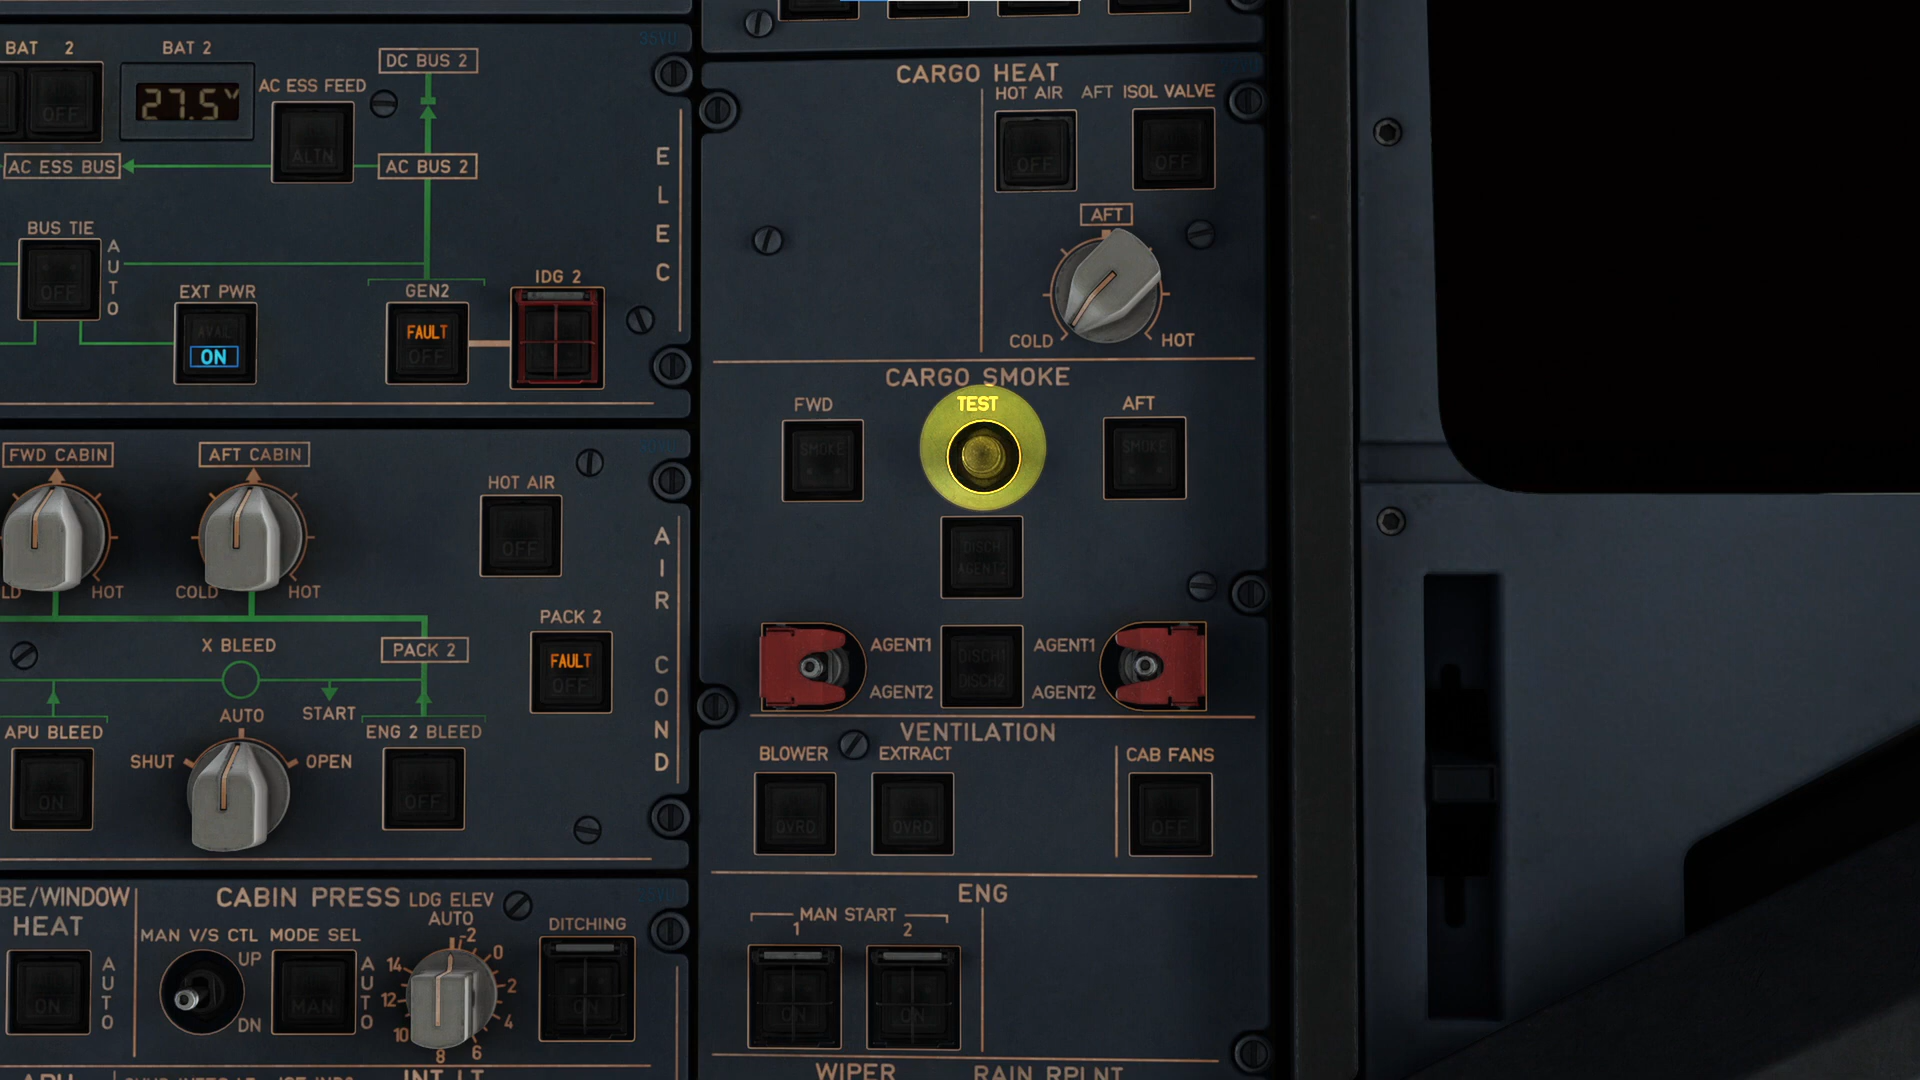 BAT 2
BAT 2
OFF
27.5V
AC ESS FEED
ALTN
DC BUS 2
AC ESS BUS
AC BUS 2
BUS TIE
OFF
AUTO
EXT PWR
AVAIL
ON
GEN2
FAULT
OFF
IDG 2
ELEC
FWD CABIN
AFT CABIN
HOT
COLD
HOT
HOT AIR
OFF
PACK 2
FAULT
OFF
X BLEED
PACK 2
AUTO
START
SHUT
OPEN
APU BLEED
ON
ENG 2 BLEED
OFF
AIR COND
BE/WINDOW
HEAT
ON
AUTO
CABIN PRESS
MAN V/S CTL
UP
DN
MODE SEL
MAN
AUTO
LDG ELEV
AUTO
-2
0
2
4
6
8
10
12
14
DITCHING
ON
INT LT
CARGO HEAT
HOT AIR
AFT
ISOL VALVE
OFF
OFF
AFT
COLD
HOT
CARGO SMOKE
FWD
TEST
AFT
SMOKE
SMOKE
DISCH
AGENT2
AGENT1
AGENT2
DISCH1
DISCH2
AGENT1
AGENT2
VENTILATION
BLOWER
EXTRACT
CAB FANS
OVRD
OVRD
OFF
ENG
MAN START
1
2
ON
ON
WIPER
RAIN RPLNT